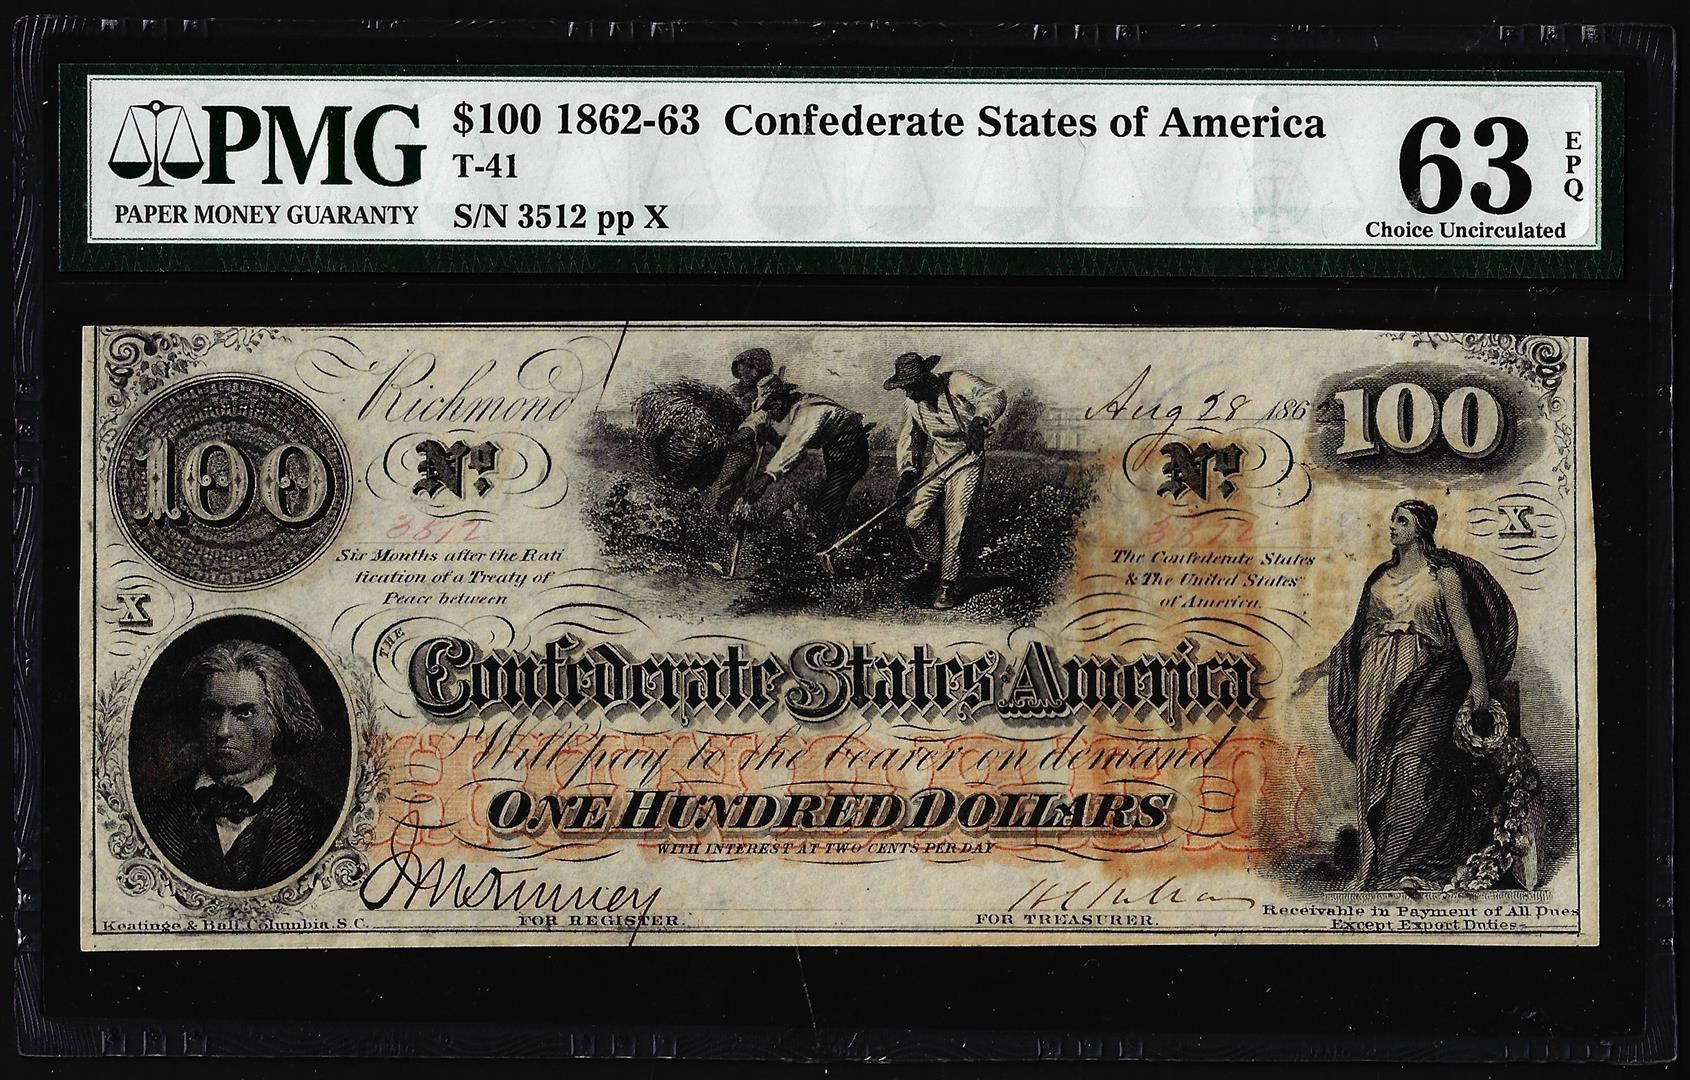 PMG
PAPER MONEY GUARANTY
$100 1862-63 Confederate States of America
T-41
S/N 3512 pp X
63
EPQ
Choice Uncirculated
Richmond
Aug 28 186
100
100
Nº
Nº
3512
3512
X
X
Six Months after the Rati
fication of a Treaty of
Peace between
The Confederate States
& The United States
of America.
THE
Confederate States America
Will pay to the bearer on demand
HUNDRED
ONE HUNDRED DOLLARS
WITH INTEREST AT TWO CENTS PER DAY
FOR REGISTER.
FOR TREASURER.
Keatinge & Ball, Columbia, S.C.
Receivable in Payment of All Dues
Except Export Duties